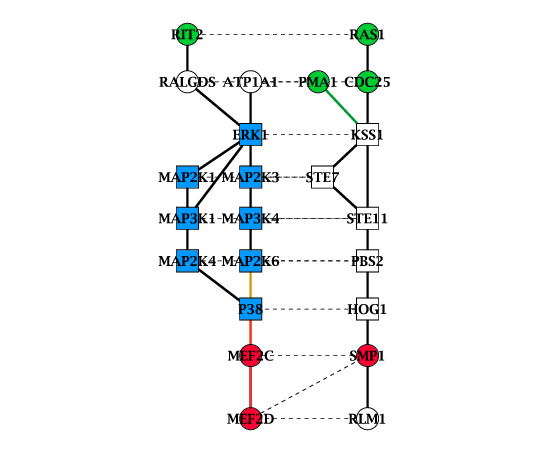 RIT2 RAS1
RALGDS ATP1A1 PMA1 CDC25
ERK1 KSS1
MAP2K1 MAP2K3 STE7
MAP3K1 MAP3K4 STE11
MAP2K4 MAP2K6 PBS2
P38 HOG1
MEF2C SMP1
MEF2D RLM1